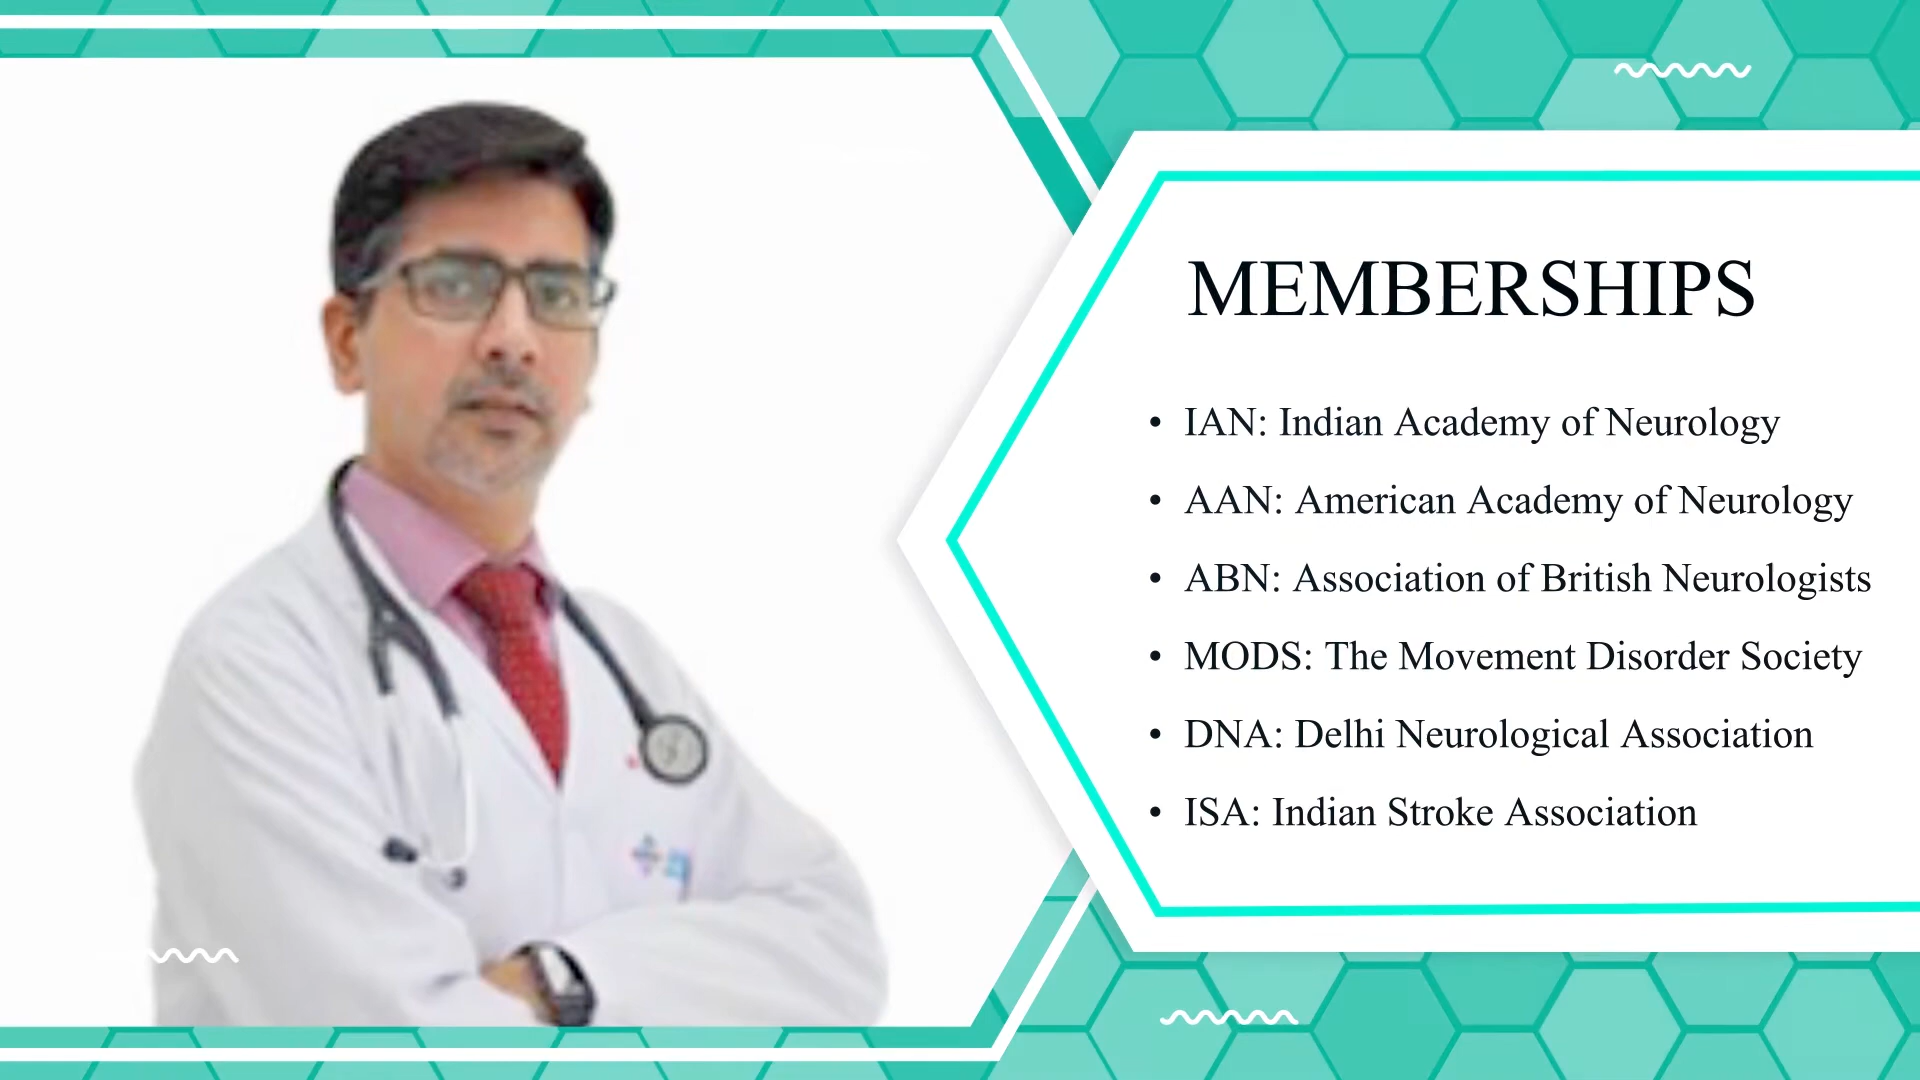 MEMBERSHIPS
• IAN: Indian Academy of Neurology
• AAN: American Academy of Neurology
• ABN: Association of British Neurologists
• MODS: The Movement Disorder Society
• DNA: Delhi Neurological Association
• ISA: Indian Stroke Association